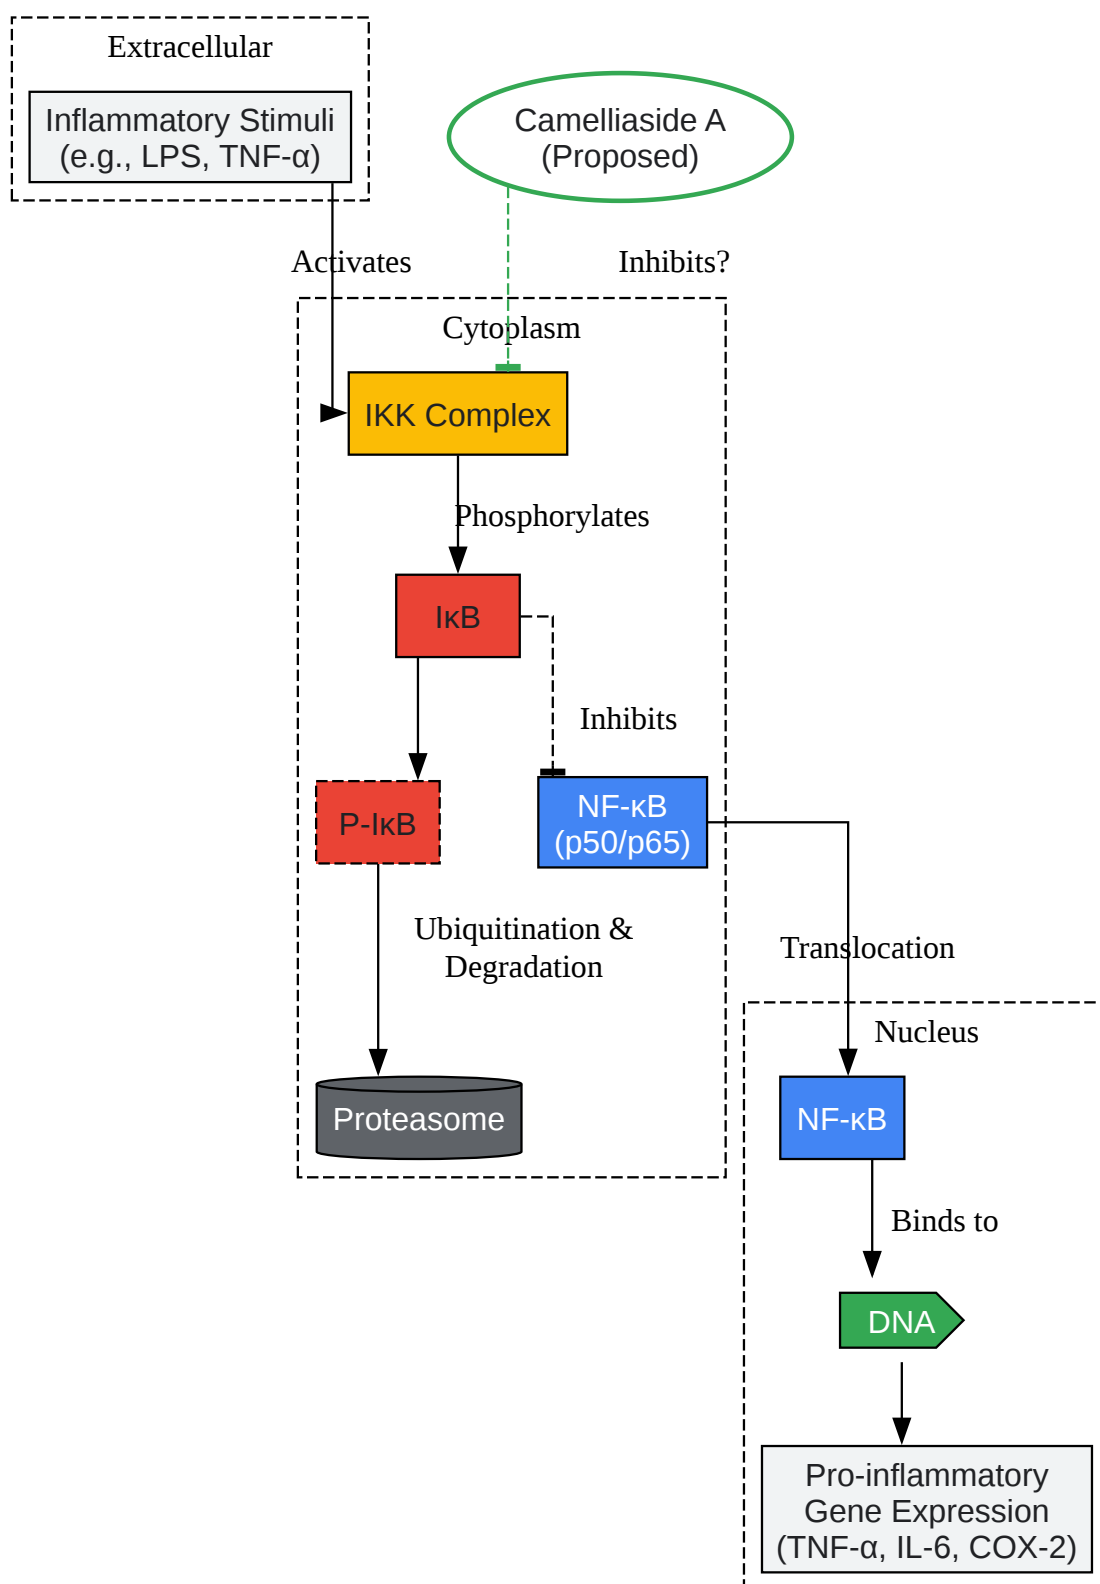 Extracellular
Inflammatory Stimuli
(e.g., LPS, TNF-α)
Camelliaside A
(Proposed)
Activates
Inhibits?
Cytoplasm
IKK Complex
Phosphorylates
IκB
Inhibits
P-IκB
NF-κB
(p50/p65)
Ubiquitination &
Degradation
Translocation
Nucleus
Proteasome
NF-κB
Binds to
DNA
Pro-inflammatory
Gene Expression
(TNF-α, IL-6, COX-2)